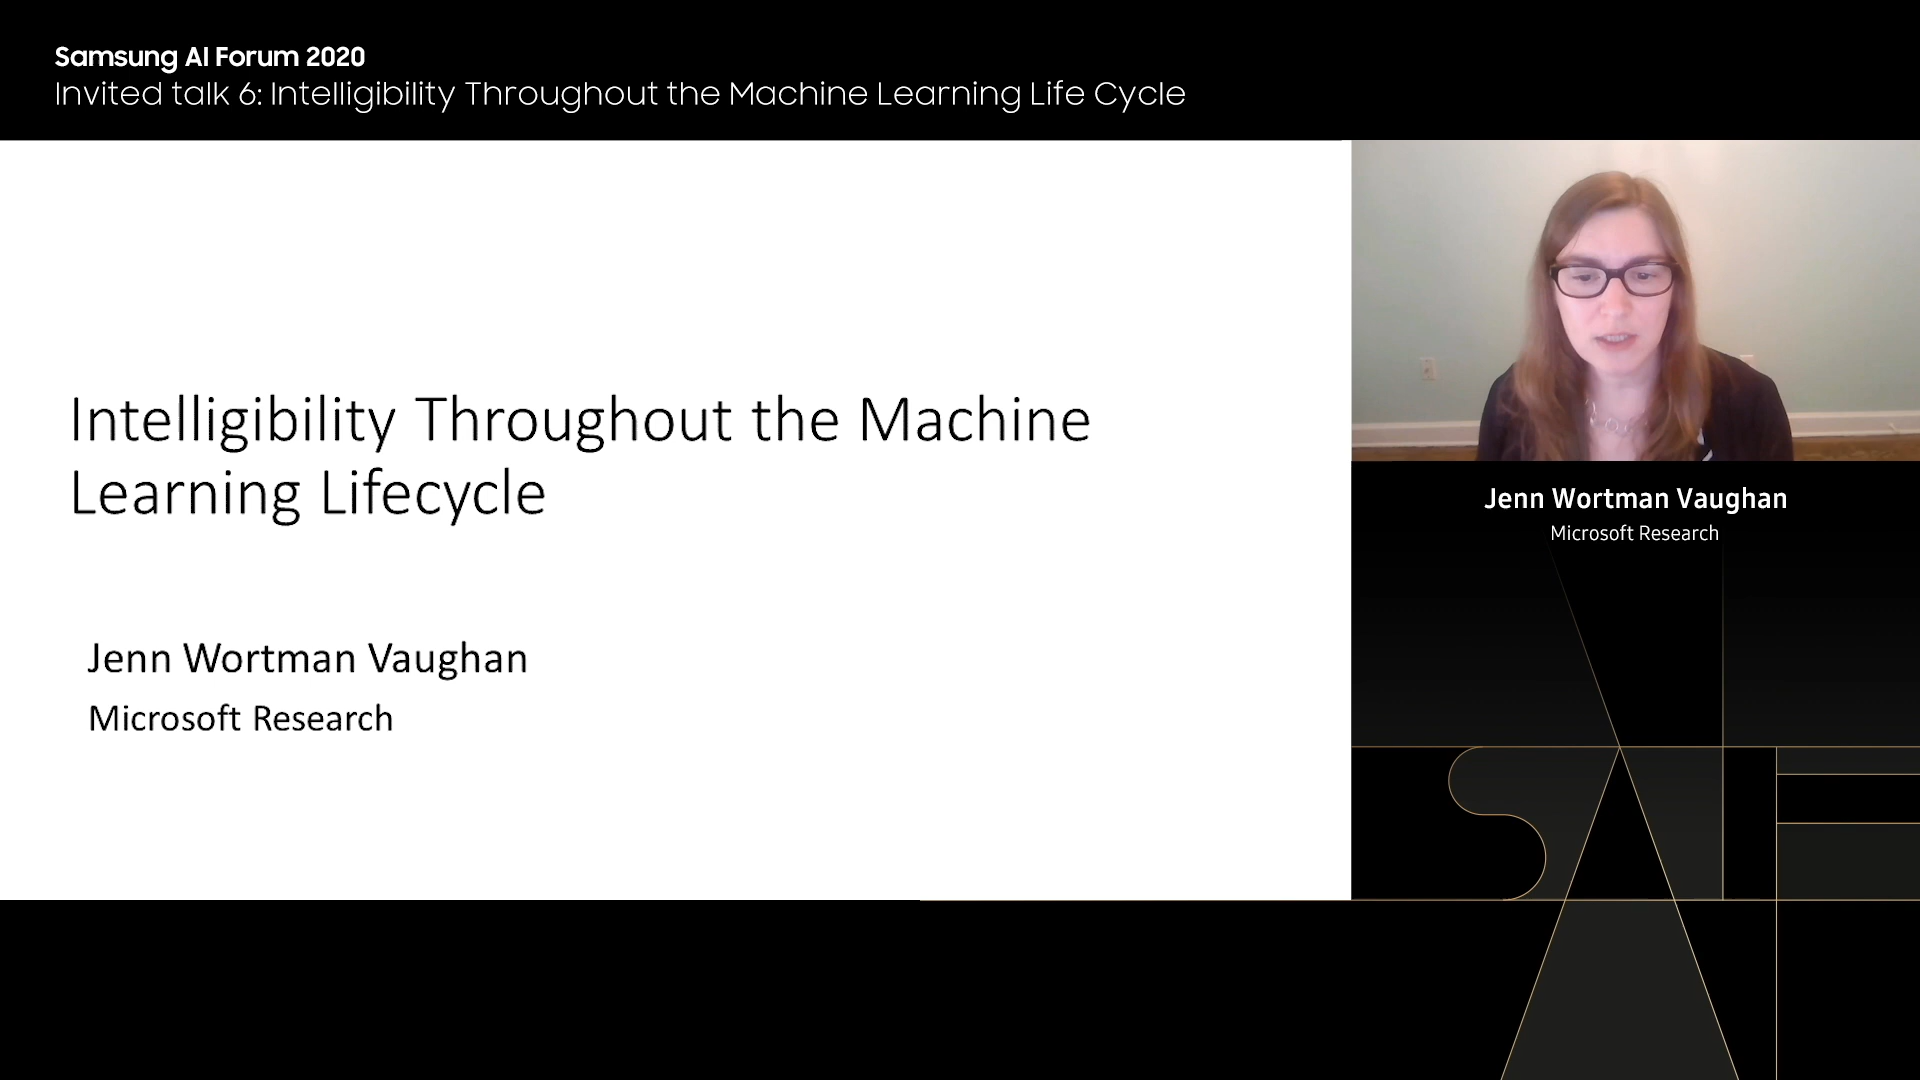 Samsung AI Forum 2020
Invited talk 6: Intelligibility Throughout the Machine Learning Life Cycle
Intelligibility Throughout the Machine
Learning Lifecycle
Jenn Wortman Vaughan
Microsoft Research
Jenn Wortman Vaughan
Microsoft Research